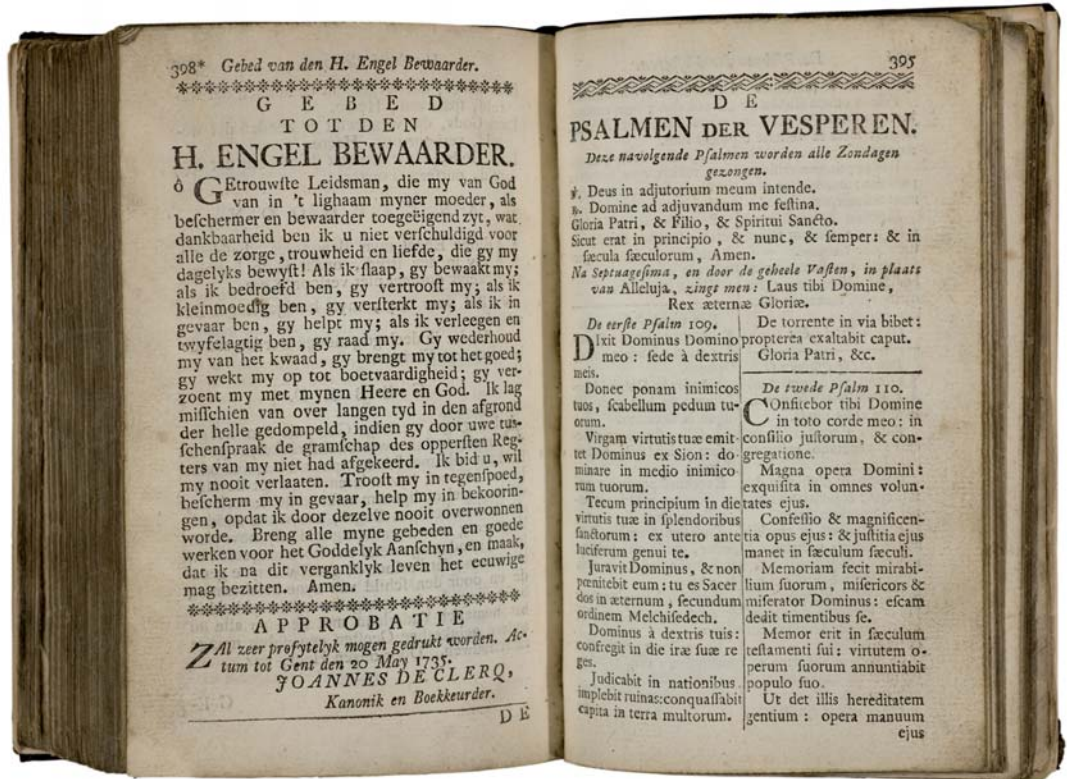 398* Gebed van den H. Engel Bewaarder.
GEBED
TOT DEN
H. ENGEL BEWAARDER.
ô GEtrouwſte Leidsman, die my van God
van in 't lighaam myner moeder, als
beſchermer en bewaarder toegeëigend zyt, wat
dankbaarheid ben ik u niet verſchuldigd voor
alle de zorge, trouwheid en liefde, die gy my
dagelyks bewyſt! Als ik ſlaap, gy bewaakt my;
als ik bedroefd ben, gy vertrooſt my; als ik
kleinmoedig ben, gy verſterkt my; als ik in
gevaar ben, gy helpt my; als ik verleegen en
twyfelagtig ben, gy raad my. Gy wederhoud
my van het kwaad, gy brengt my tot het goed;
gy wekt my op tot boetvaardigheid; gy ver-
zoent my met mynen Heere en God. Ik lag
miſſchien van over langen tyd in den afgrond
der helle gedompeld, indien gy door uwe tus-
ſchenſpraak de gramſchap des opperſten Reg-
ters van my niet had afgekeerd. Ik bid u, wil
my nooit verlaaten. Trooſt my in tegenſpoed,
beſcherm my in gevaar, help my in bekoorin-
gen, opdat ik door dezelve nooit overwonnen
worde. Breng alle myne gebeden en goede
werken voor het Goddelyk Aanſchyn, en maak,
dat ik na dit verganklyk leven het eeuwige
mag bezitten. Amen.
APPROBATIE
ZAl zeer profytelyk mogen gedrukt worden. Ac-
tum tot Gent den 20 May 1735.
JOANNES DE CLERQ,
Kanonik en Boekkeurder.
DE
395
DE
PSALMEN DER VESPEREN.
Deze navolgende Pſalmen worden alle Zondagen
gezongen.
℣. Deus in adjutorium meum intende.
℟. Domine ad adjuvandum me feſtina.
Gloria Patri, & Filio, & Spiritui Sancto.
Sicut erat in principio, & nunc, & ſemper: & in
ſæcula ſæculorum, Amen.
Na Septuageſima, en door de geheele Vaſten, in plaats
van Alleluja, zingt men: Laus tibi Domine,
Rex æternæ Gloriæ.
De eerſte Pſalm 109.
DIxit Dominus Domino
meo: ſede à dextris
meis.
Donec ponam inimicos
tuos, ſcabellum pedum tu-
orum.
Virgam virtutis tuæ emit-
tet Dominus ex Sion: do-
minare in medio inimico
rum tuorum.
Tecum principium in die
virtutis tuæ in ſplendoribus
ſanctorum: ex utero ante
luciferum genui te.
Juravit Dominus, & non
pœnitebit eum: tu es Sacer
dos in æternum, ſecundum
ordinem Melchiſedech.
Dominus à dextris tuis:
confregit in die iræ ſuæ re
ges.
Judicabit in nationibus
implebit ruinas: conquaſſabit
capita in terra multorum.
De torrente in via bibet:
propterea exaltabit caput.
Gloria Patri, &c.
De twede Pſalm 110.
COnfitebor tibi Domine
in toto corde meo: in
conſilio juſtorum, & con-
gregatione.
Magna opera Domini:
exquiſita in omnes volun-
tates ejus.
Confeſſio & magnificen-
tia opus ejus: & juſtitia ejus
manet in ſæculum ſæculi.
Memoriam fecit mirabi-
lium ſuorum, miſericors &
miſerator Dominus: eſcam
dedit timentibus ſe.
Memor erit in ſæculum
teſtamenti ſui: virtutem o-
perum ſuorum annuntiabit
populo ſuo.
Ut det illis hereditatem
gentium: opera manuum
ejus